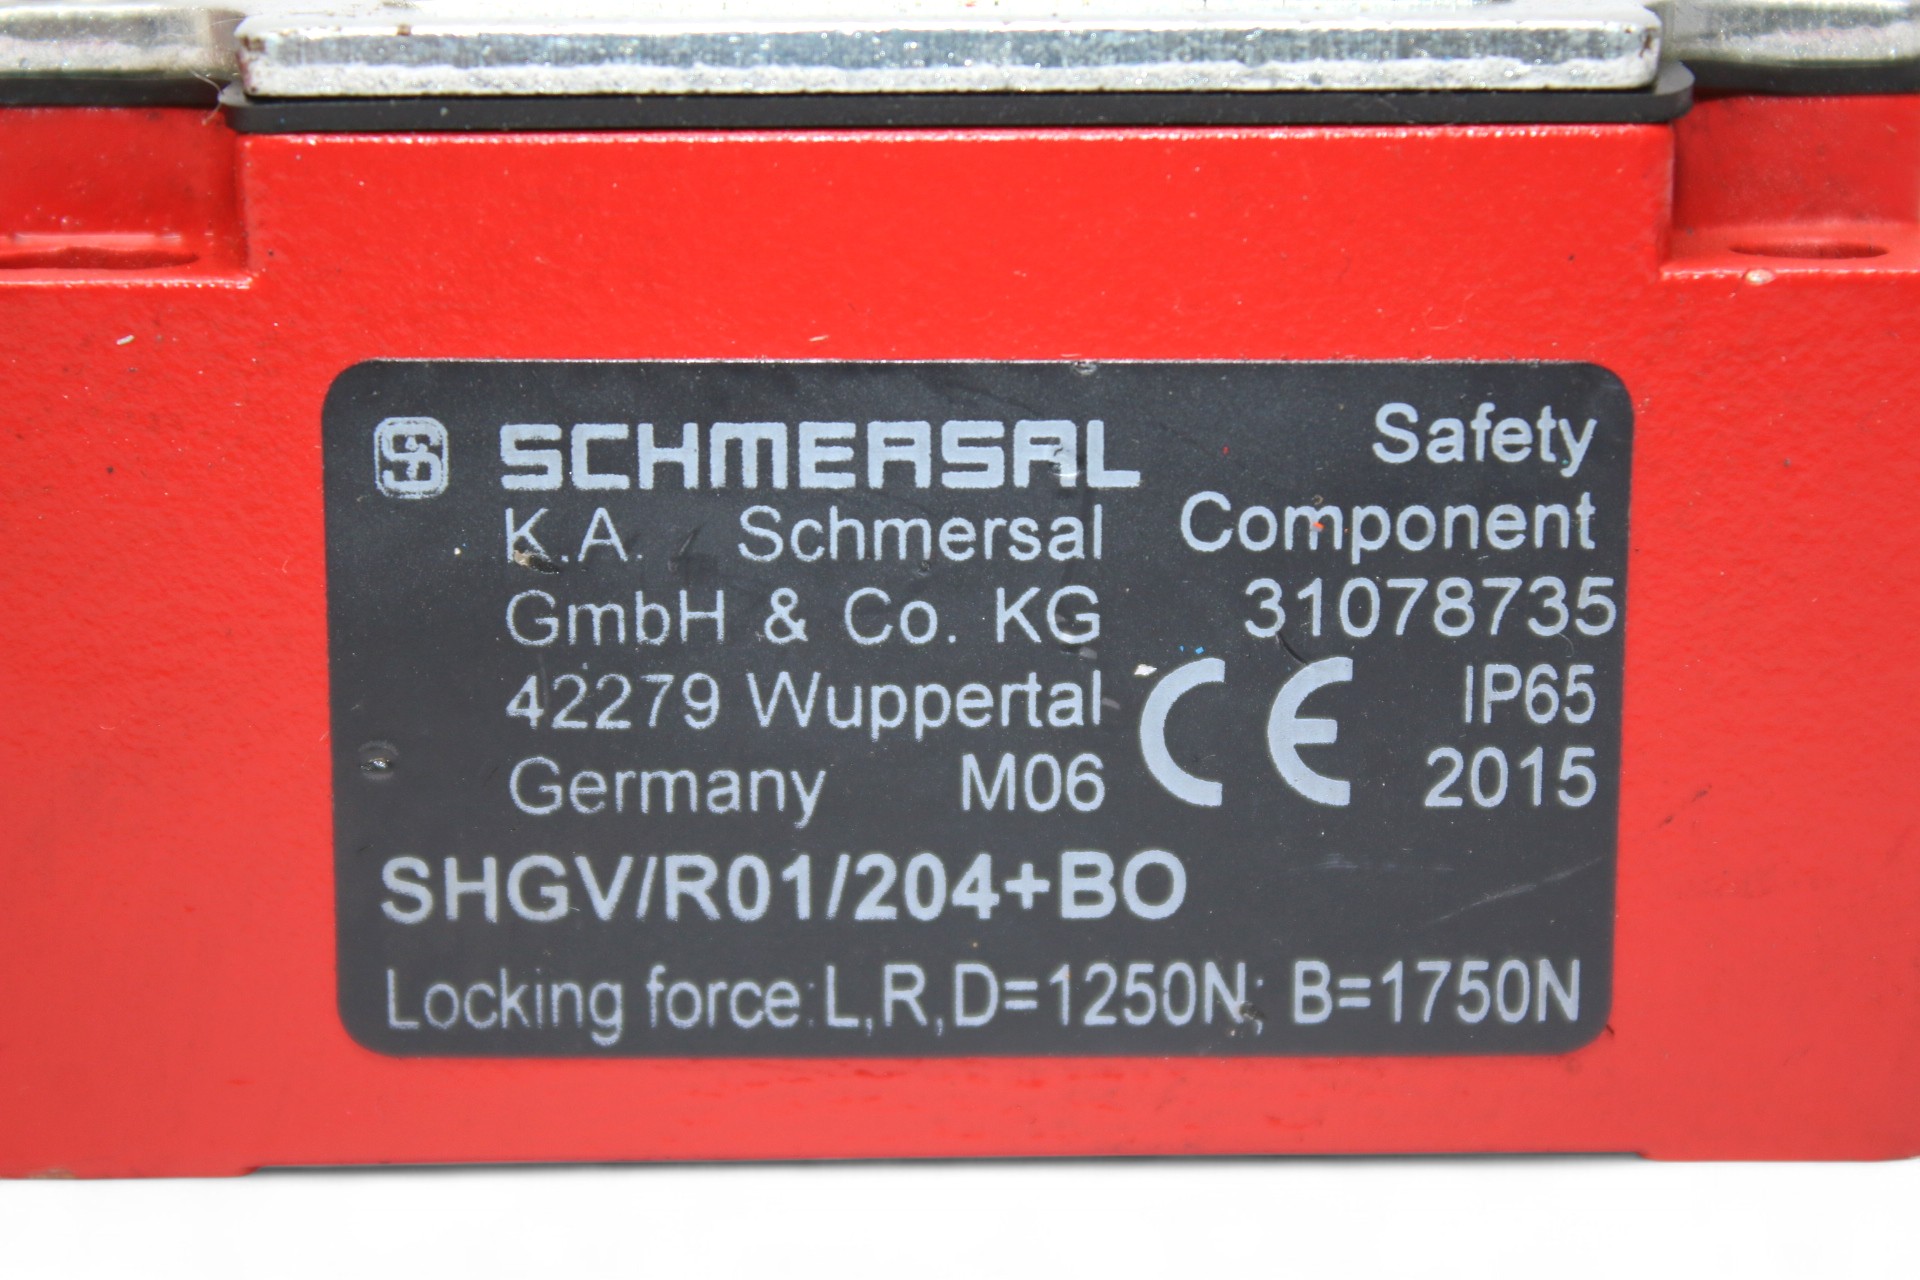 SCHMERSAL
K.A. Schmersal
GmbH & Co. KG
42279 Wuppertal
Germany M06
Safety
Component
31078735
CE
IP65
2015
SHGV/R01/204+BO
Locking force:L,R,D=1250N; B=1750N